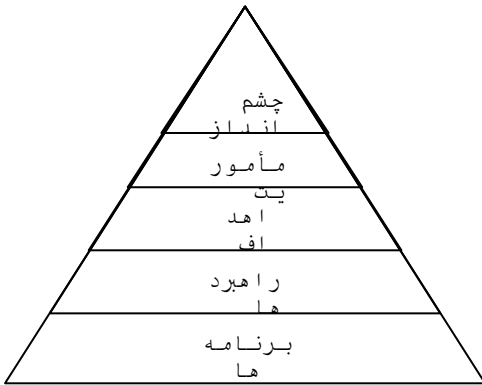 چشم
انداز
مأمور
یت
اهد
اف
راهبرد
ها
برنامه
ها